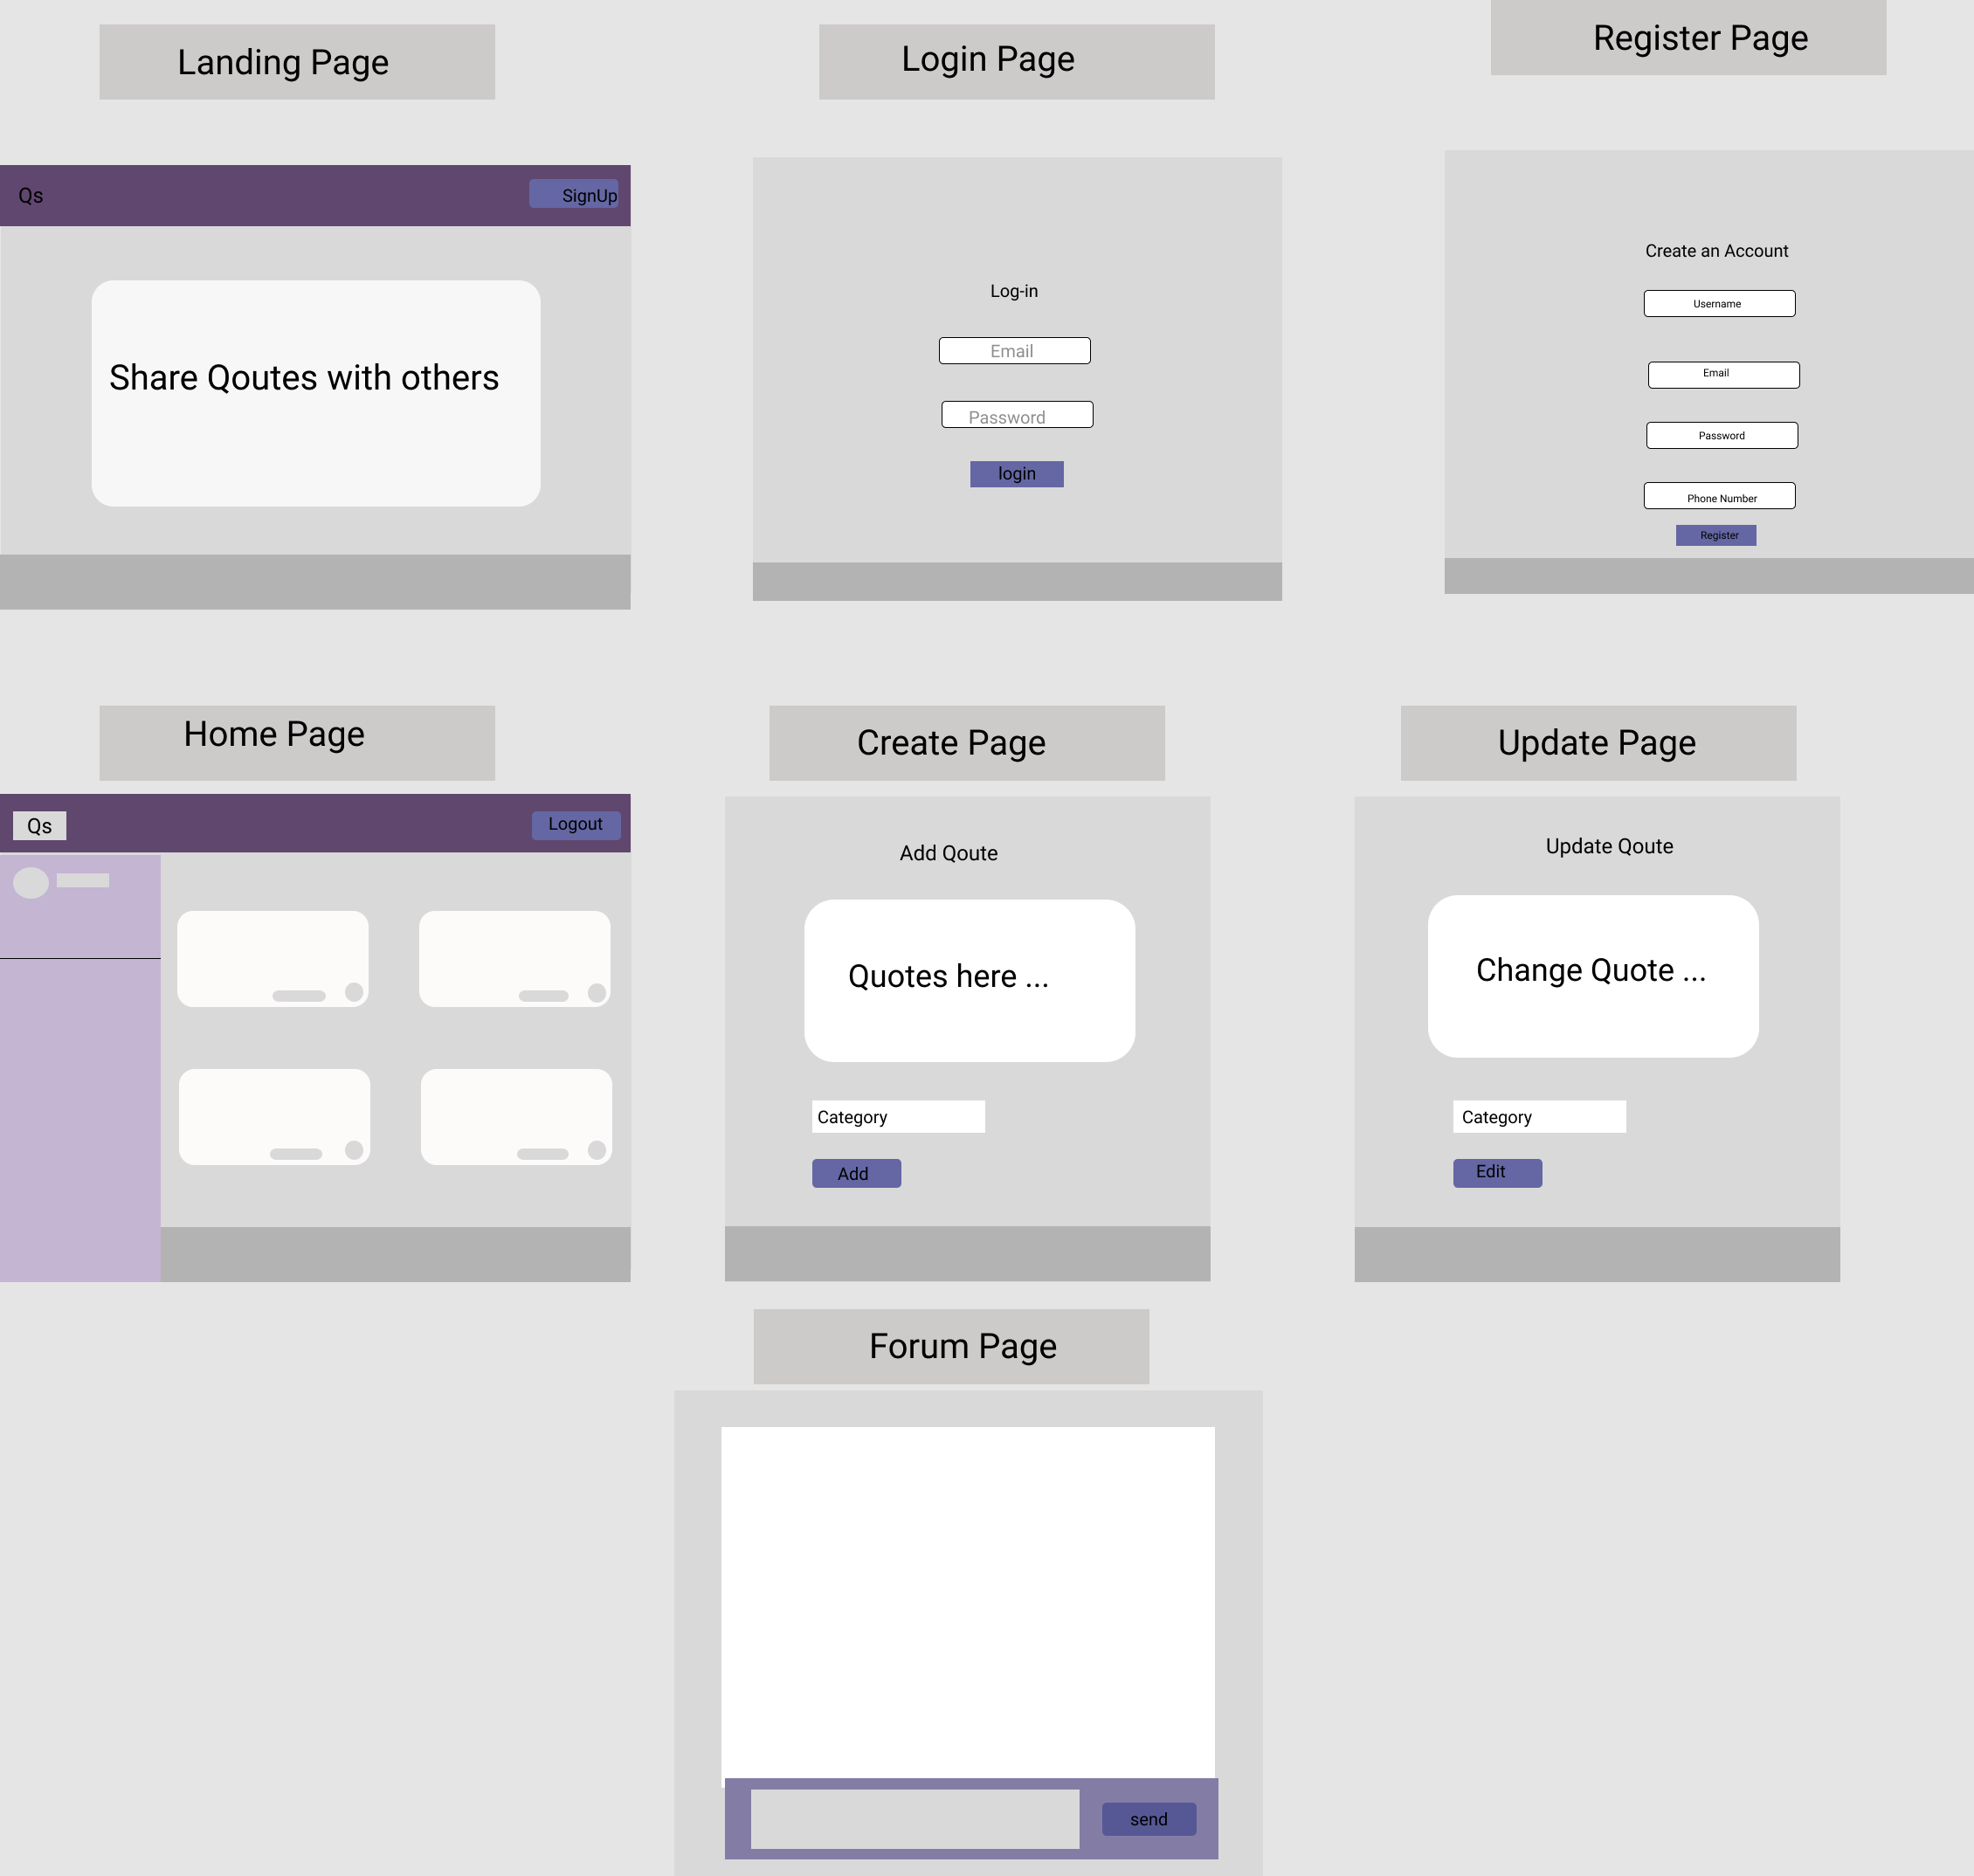 Landing Page
Login Page
Register Page
Qs
SignUp
Share Qoutes with others
Log-in
Email
Password
login
Create an Account
Username
Email
Password
Phone Number
Register
Home Page
Create Page
Update Page
Qs
Logout
Add Qoute
Quotes here ...
Category
Add
Update Qoute
Change Quote ...
Category
Edit
Forum Page
send